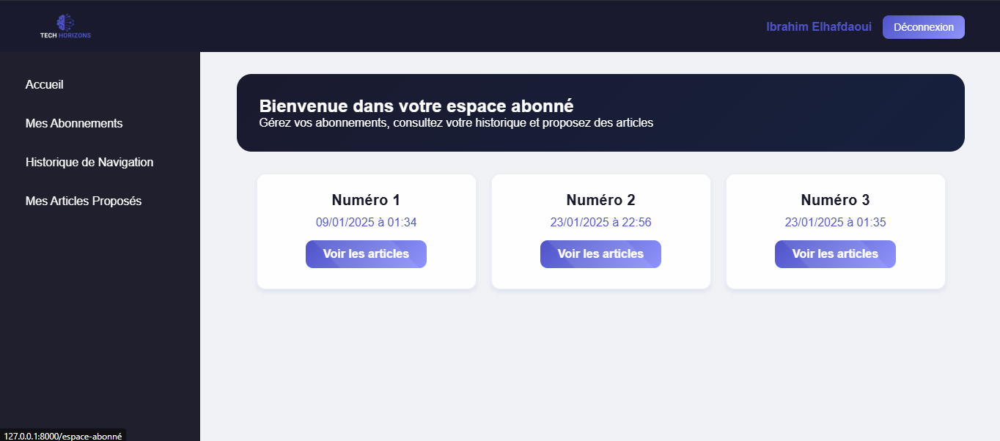 TECH HORIZONS
Ibrahim Elhafdaoui
Déconnexion
Accueil
Mes Abonnements
Historique de Navigation
Mes Articles Proposés
Bienvenue dans votre espace abonné
Gérez vos abonnements, consultez votre historique et proposez des articles
Numéro 1
09/01/2025 à 01:34
Voir les articles
Numéro 2
23/01/2025 à 22:56
Voir les articles
Numéro 3
23/01/2025 à 01:35
Voir les articles
127.0.0.1:8000/espace-abonné